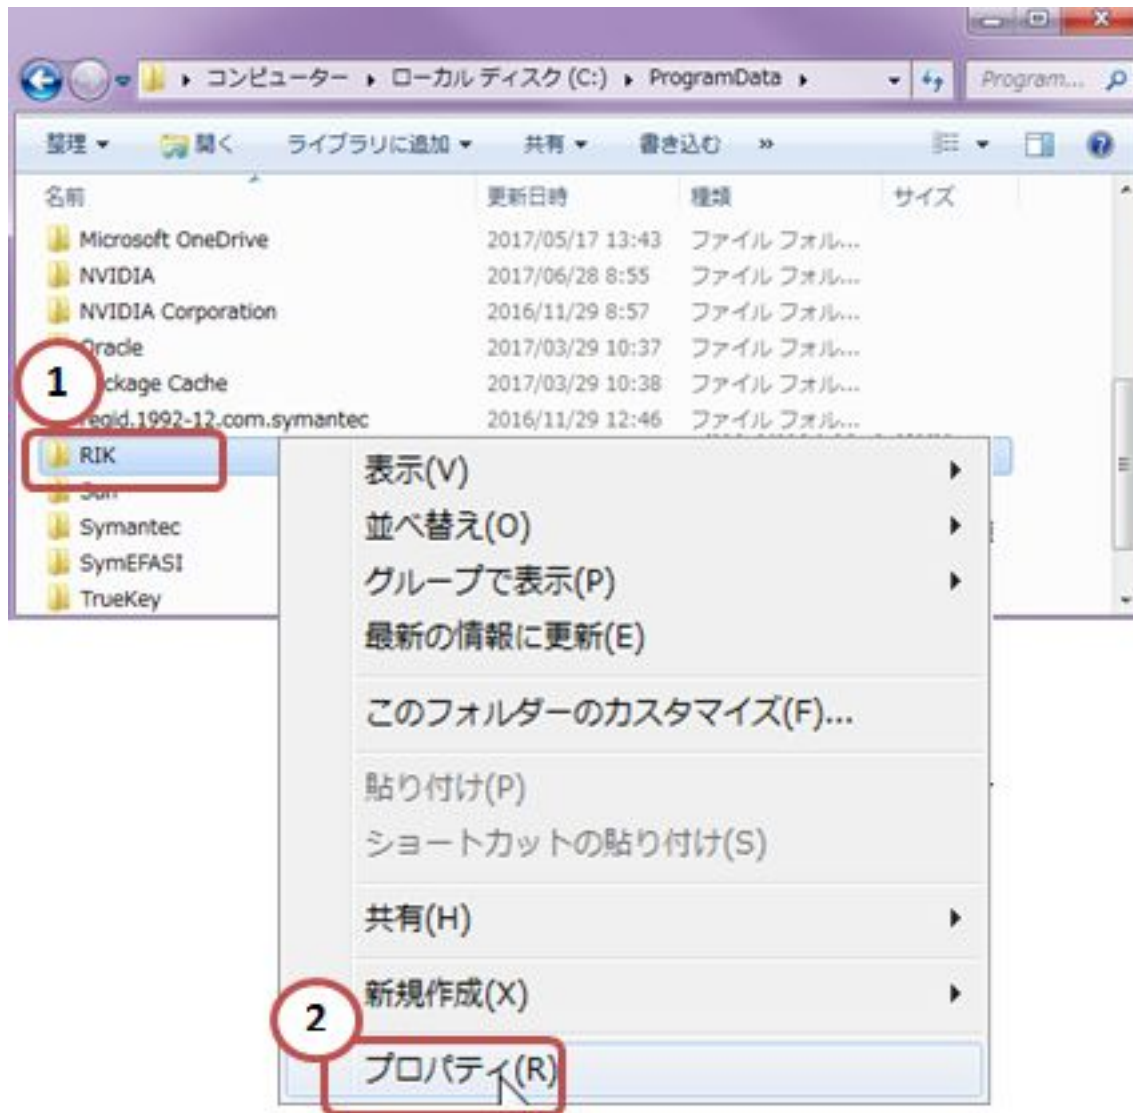 コンピューター ▸ ローカル ディスク (C:) ▸ ProgramData ▸ Program...
整理 開く ライブラリに追加 共有 書き込む »
名前 更新日時 種類 サイズ
Microsoft OneDrive 2017/05/17 13:43 ファイル フォル...
NVIDIA 2017/06/28 8:55 ファイル フォル...
NVIDIA Corporation 2016/11/29 8:57 ファイル フォル...
Oracle 2017/03/29 10:37 ファイル フォル...
1
ckage Cache 2017/03/29 10:38 ファイル フォル...
regid.1992-12.com.symantec 2016/11/29 12:46 ファイル フォル...
RIK
Sun
Symantec
SymEFASI
TrueKey
表示(V)
並べ替え(O)
グループで表示(P)
最新の情報に更新(E)
このフォルダーのカスタマイズ(F)...
貼り付け(P)
ショートカットの貼り付け(S)
共有(H)
新規作成(X)
2
プロパティ(R)